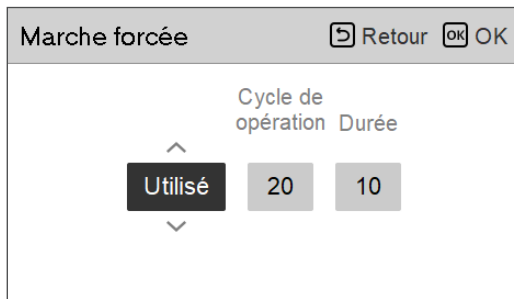 Marche forcée Retour OK OK
Cycle de
opération Durée
Utilisé 20 10